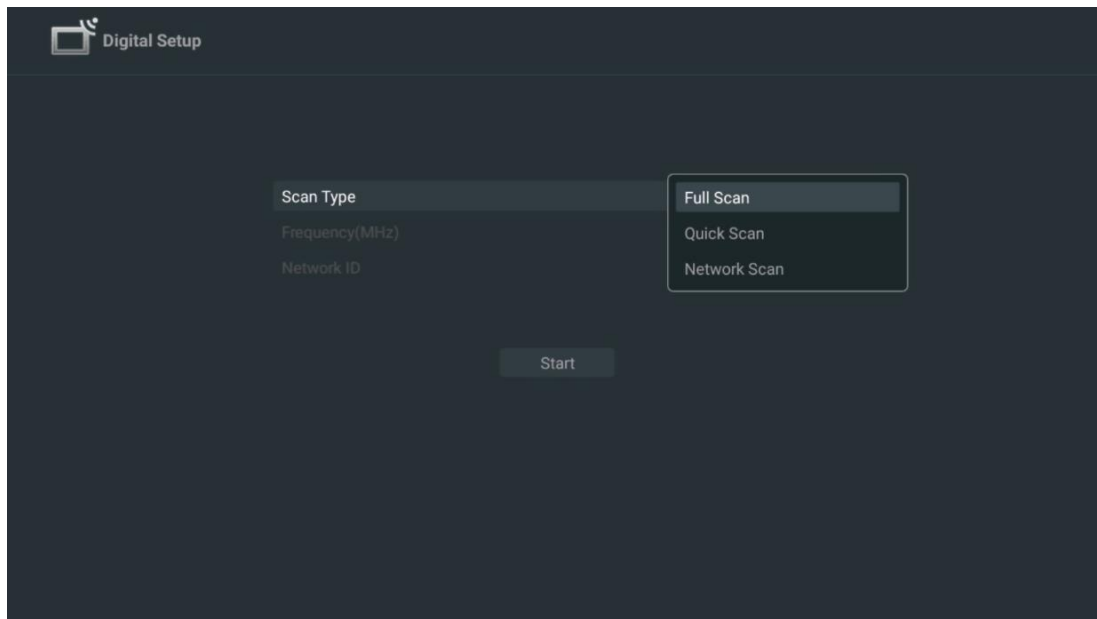 Digital Setup
Scan Type
Full Scan
Frequency(MHz)
Quick Scan
Network ID
Network Scan
Start